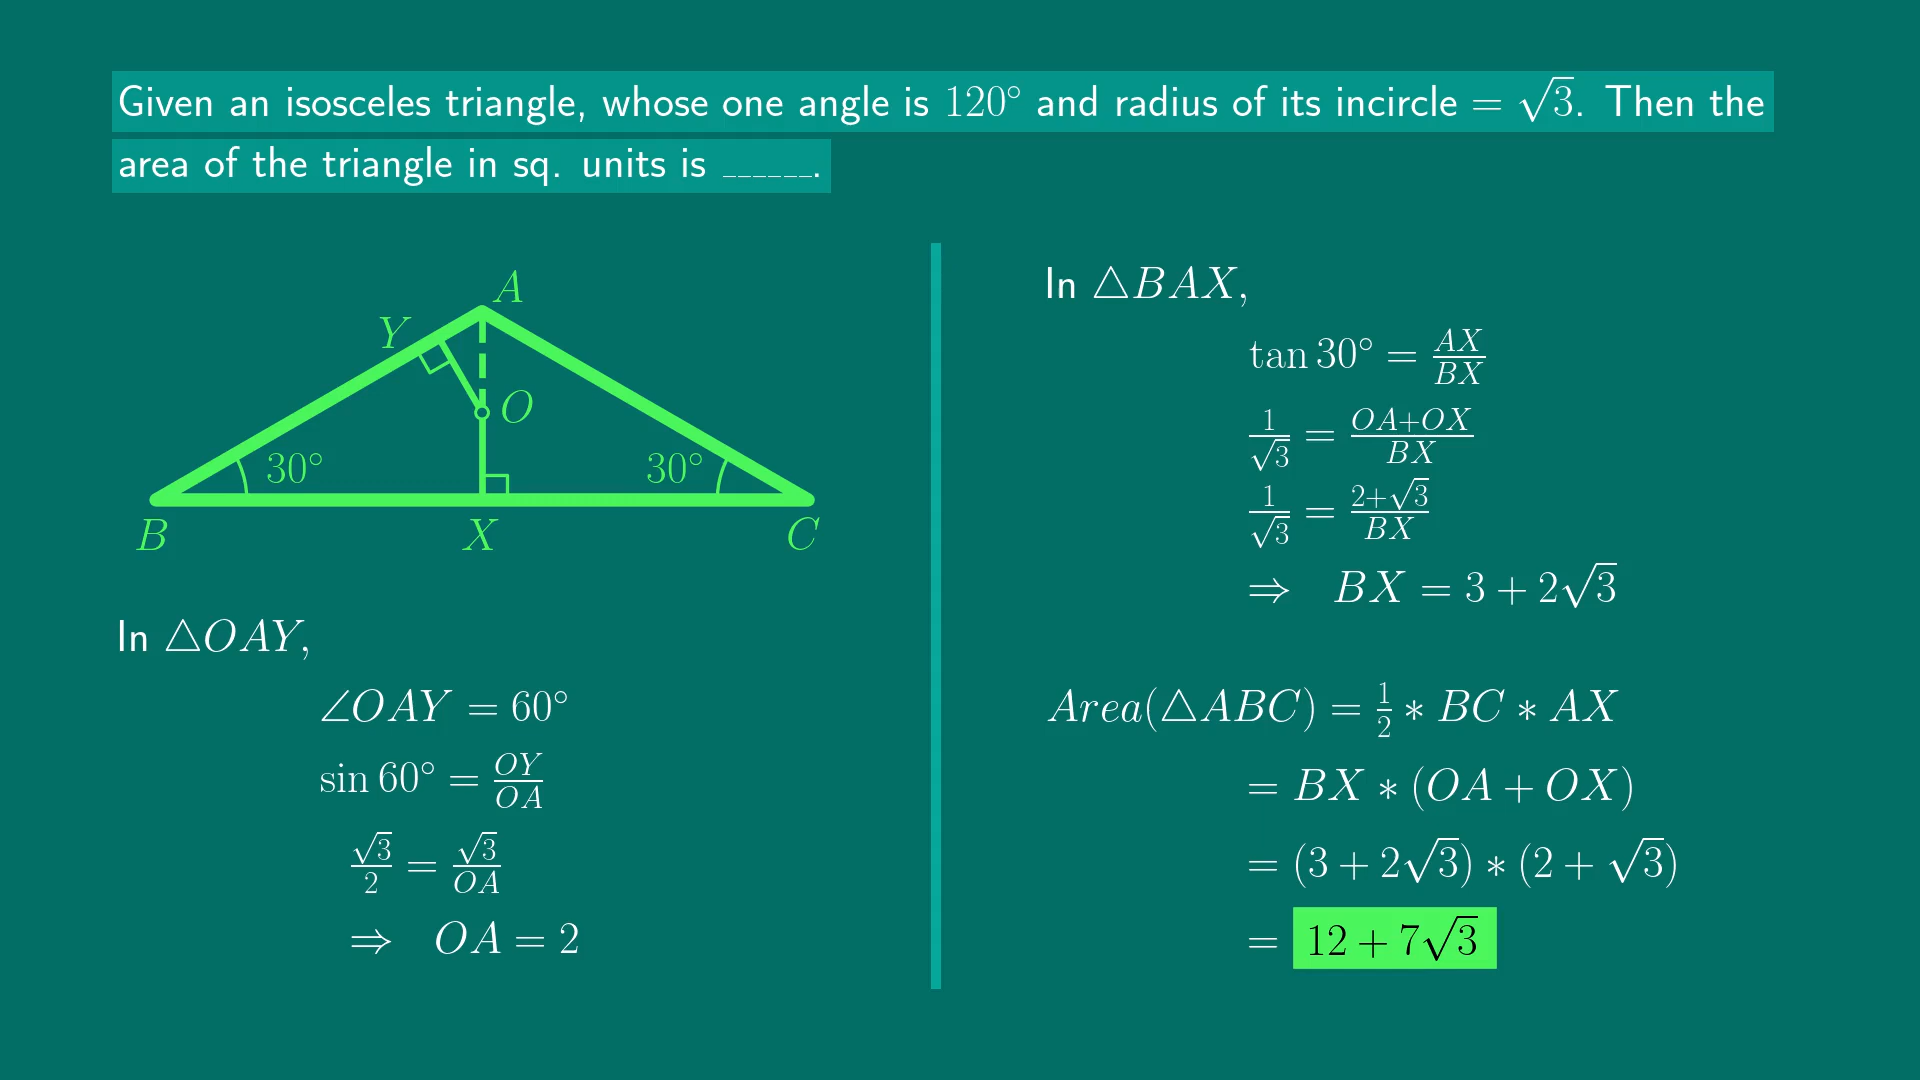 Given an isosceles triangle, whose one angle is 120° and radius of its incircle = √3. Then the
area of the triangle in sq. units is ______.
A
Y
O
30°
30°
B
X
C
In △OAY,
∠OAY = 60°
sin 60° = OY/OA
√3/2 = √3/OA
⇒ OA = 2
In △BAX,
tan 30° = AX/BX
1/√3 = OA+OX/BX
1/√3 = 2+√3/BX
⇒ BX = 3 + 2√3
Area(△ABC) = 1/2 * BC * AX
= BX * (OA + OX)
= (3 + 2√3) * (2 + √3)
= 12 + 7√3